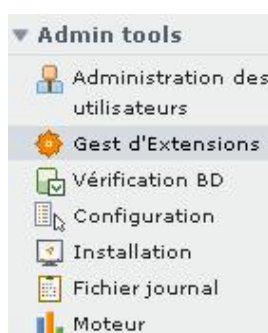 Admin tools
Administration des
utilisateurs
Gest d'Extensions
Vérification BD
Configuration
Installation
Fichier journal
Moteur